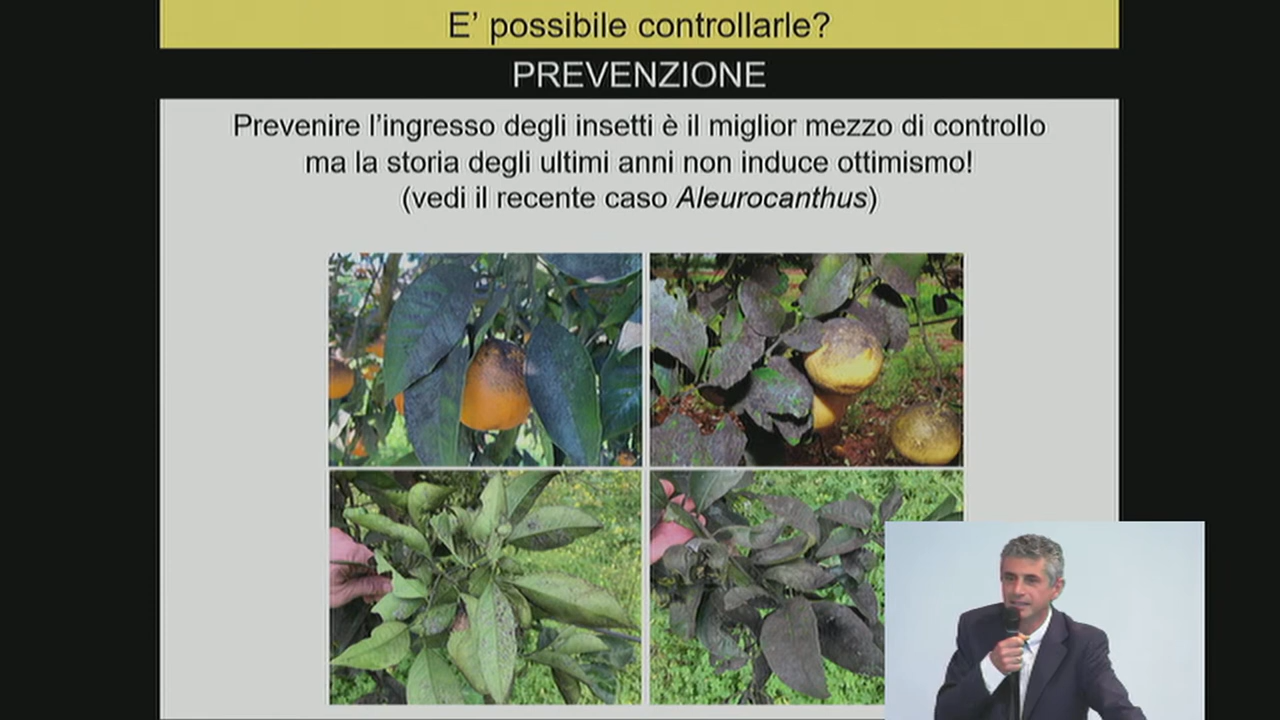 E' possibile controllarle?
PREVENZIONE
Prevenire l'ingresso degli insetti è il miglior mezzo di controllo
ma la storia degli ultimi anni non induce ottimismo!
(vedi il recente caso Aleurocanthus)